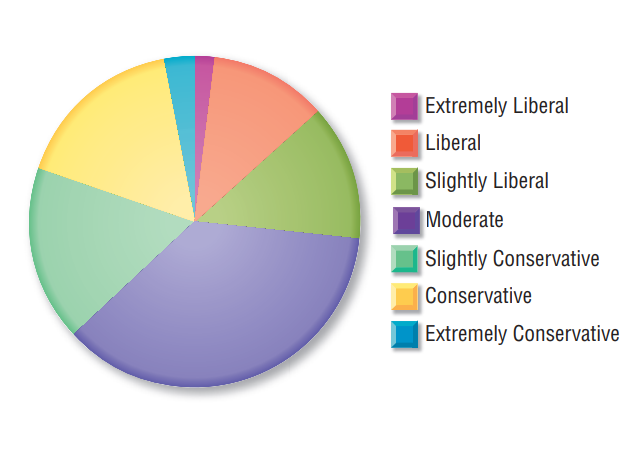 Extremely Liberal
Liberal
Slightly Liberal
Moderate
Slightly Conservative
Conservative
Extremely Conservative